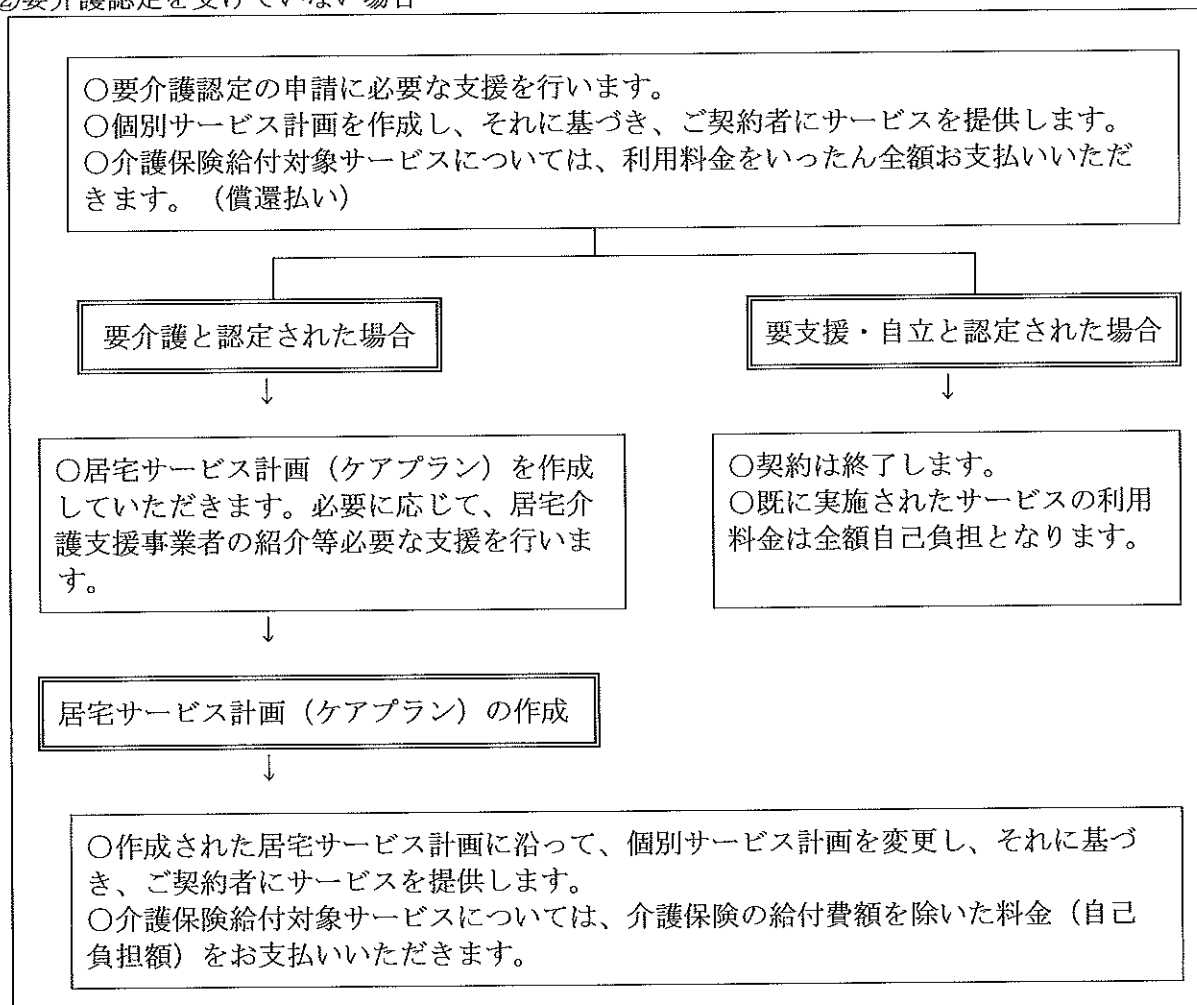 ②要介護認定を受けていない場合
○要介護認定の申請に必要な支援を行います。
○個別サービス計画を作成し、それに基づき、ご契約者にサービスを提供します。
○介護保険給付対象サービスについては、利用料金をいったん全額お支払いいただ
きます。（償還払い）
要介護と認定された場合
要支援・自立と認定された場合
↓
↓
○居宅サービス計画（ケアプラン）を作成
していただきます。必要に応じて、居宅介
護支援事業者の紹介等必要な支援を行いま
す。
○契約は終了します。
○既に実施されたサービスの利用
料金は全額自己負担となります。
↓
居宅サービス計画（ケアプラン）の作成
↓
○作成された居宅サービス計画に沿って、個別サービス計画を変更し、それに基づ
き、ご契約者にサービスを提供します。
○介護保険給付対象サービスについては、介護保険の給付費額を除いた料金（自己
負担額）をお支払いいただきます。